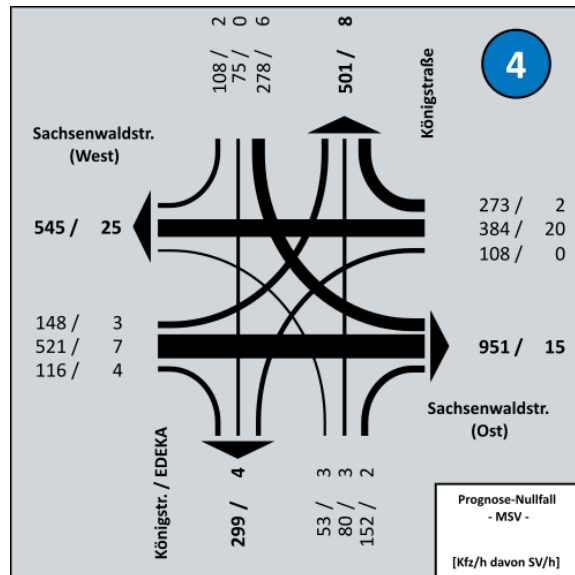 108 / 2
75 / 0
278 / 6
501 / 8
Königstraße
4
Sachsenwaldstr.
(West)
545 / 25
273 / 2
384 / 20
108 / 0
148 / 3
521 / 7
116 / 4
951 / 15
Sachsenwaldstr.
(Ost)
Königstr. / EDEKA
299 / 4
53 / 3
80 / 3
152 / 2
Prognose-Nullfall
- MSV -
[Kfz/h davon SV/h]